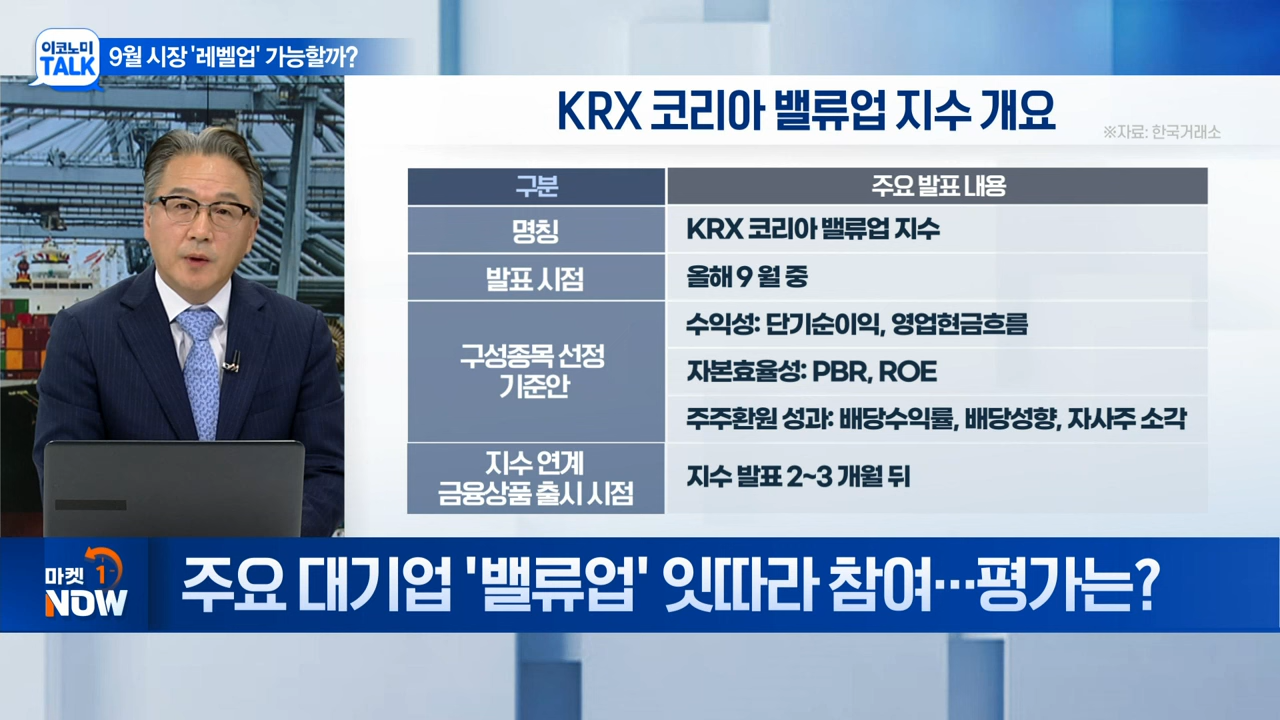 이코노미
TALK
9월 시장 '레벨업' 가능할까?
KRX 코리아 밸류업 지수 개요
※자료: 한국거래소
구분
주요 발표 내용
명칭
KRX 코리아 밸류업 지수
발표 시점
올해 9 월 중
구성종목 선정
기준안
수익성: 단기순이익, 영업현금흐름
자본효율성: PBR, ROE
주주환원 성과: 배당수익률, 배당성향, 자사주 소각
지수 연계
금융상품 출시 시점
지수 발표 2~3 개월 뒤
마켓 1
NOW
주요 대기업 '밸류업' 잇따라 참여…평가는?